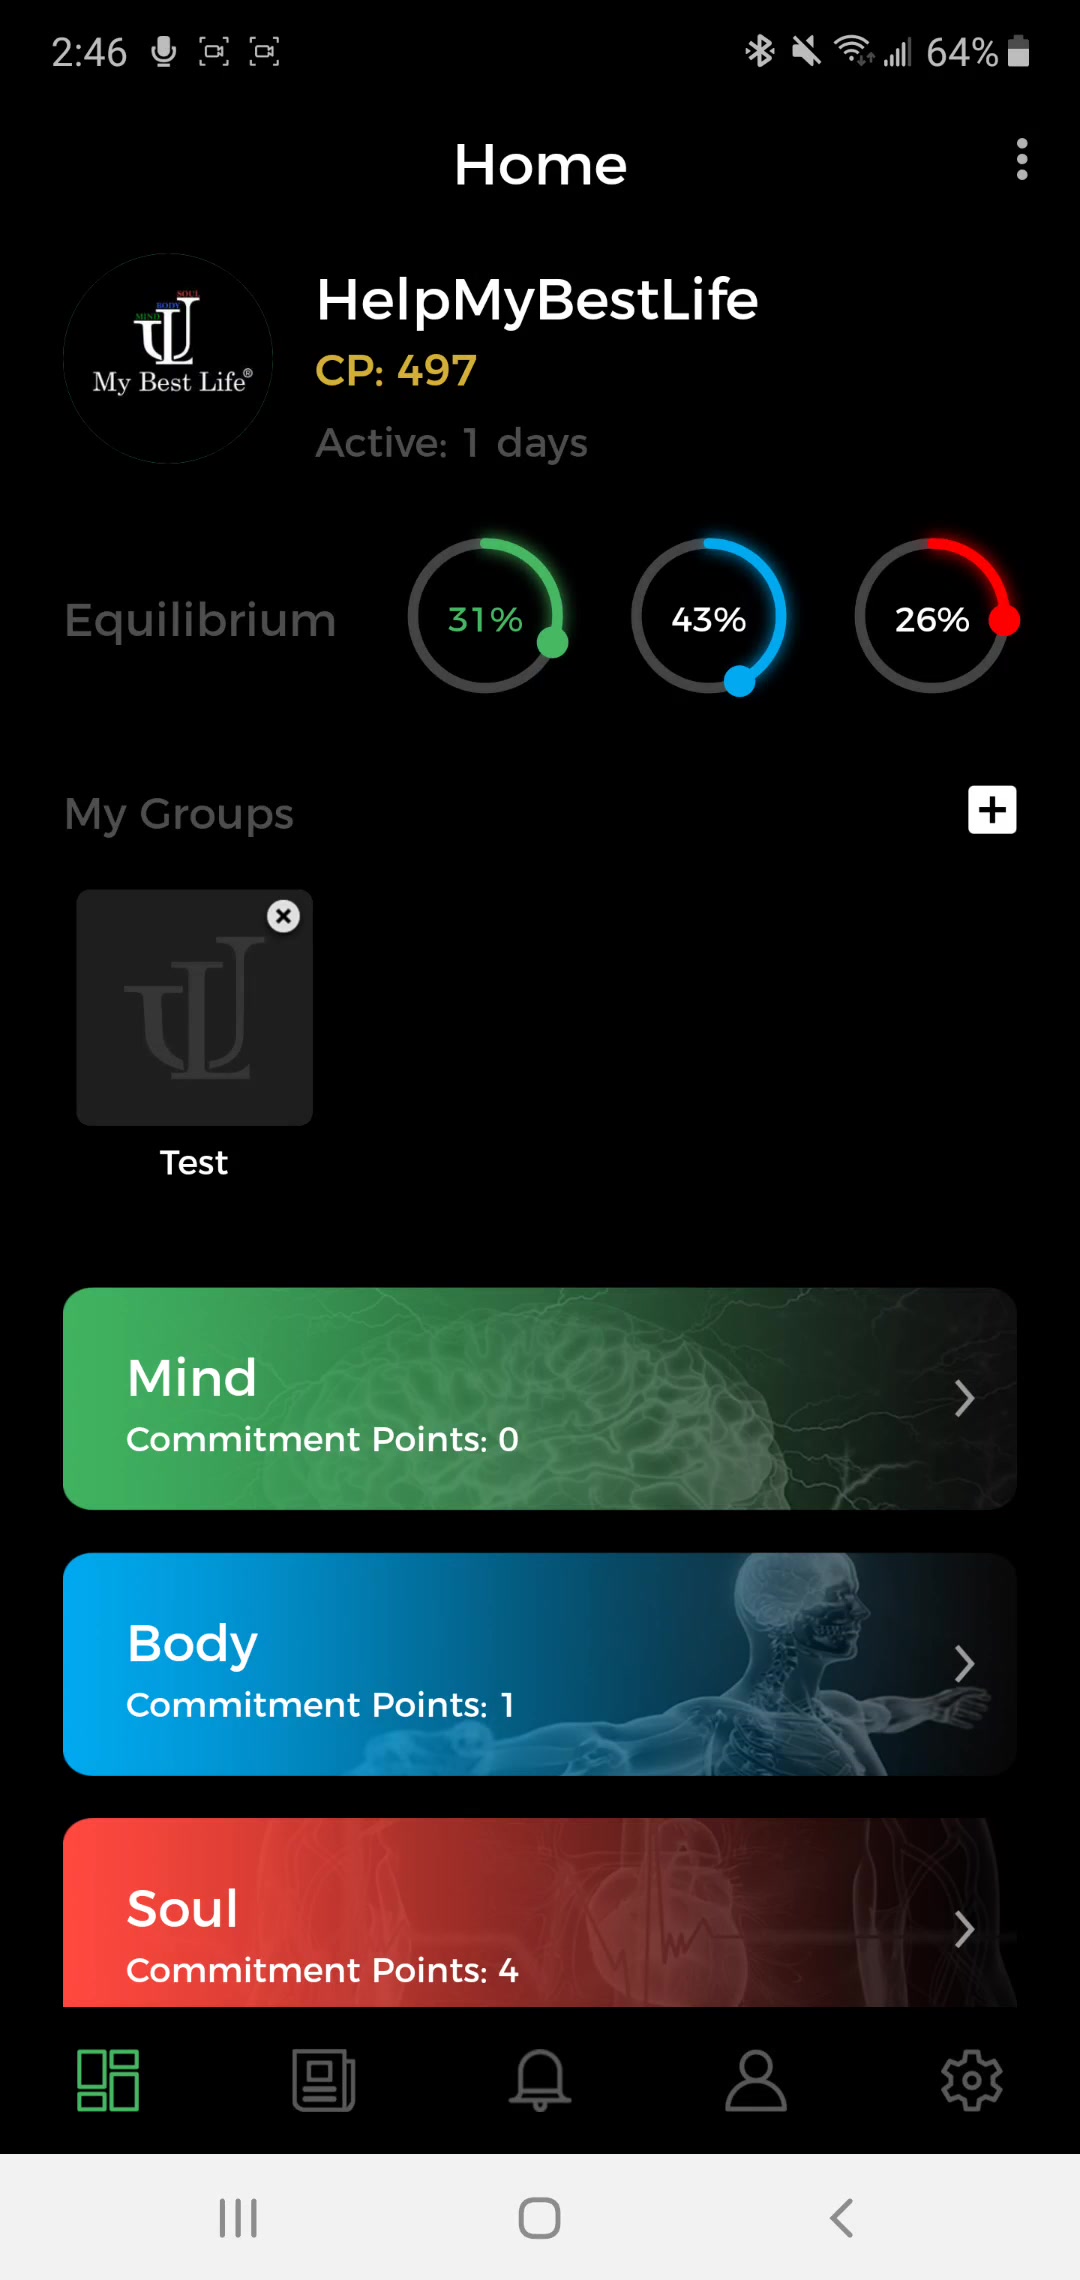 2:46
64%
Home
SOUL
BODY
MIND
My Best Life®
HelpMyBestLife
CP: 497
Active: 1 days
Equilibrium
31%
43%
26%
My Groups
Test
Mind
Commitment Points: 0
Body
Commitment Points: 1
Soul
Commitment Points: 4